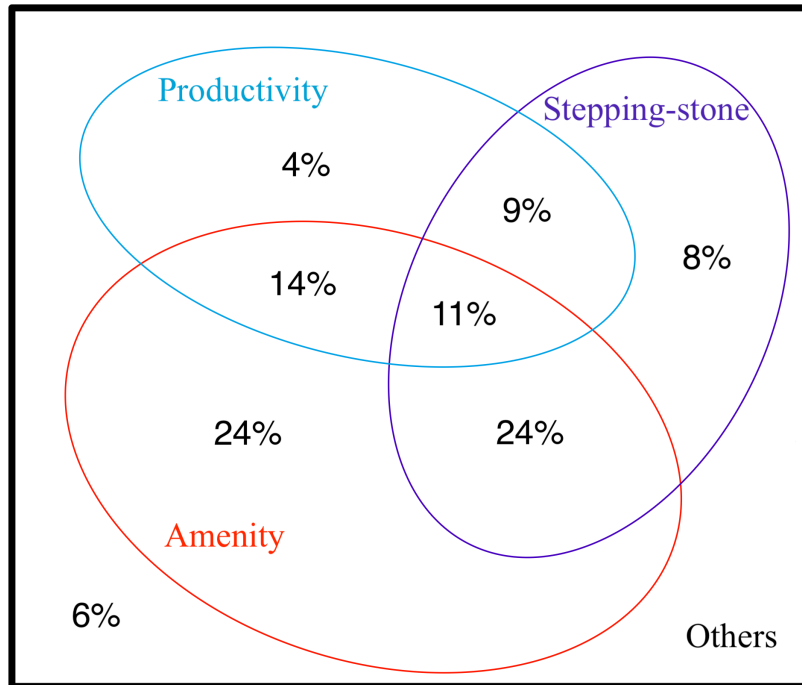 Productivity
Stepping-stone
4%
9%
8%
14%
11%
24%
24%
Amenity
6%
Others